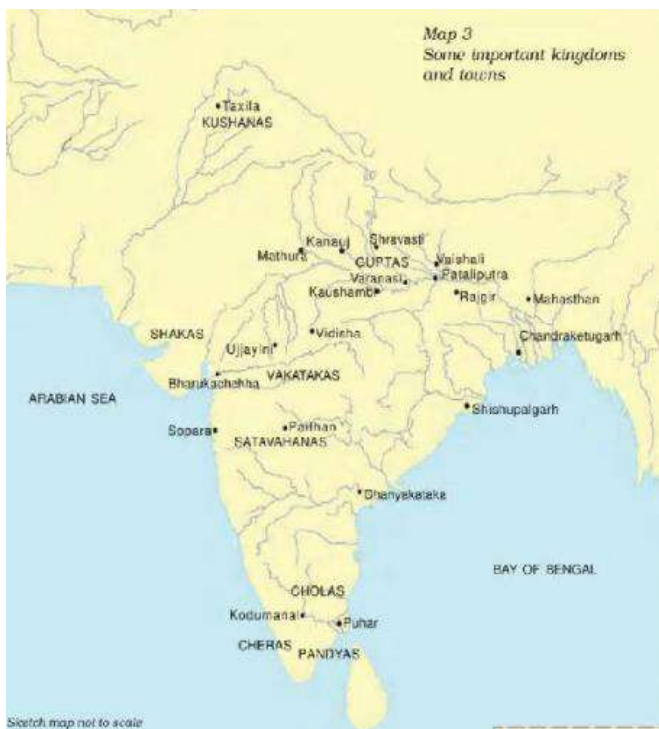 Map 3
Some important kingdoms
and towns
Taxila
KUSHANAS
Kanauj
Shravasti
Mathura
GUPTAS
Vaishali
Varanasi
Pataliputra
Kaushambi
Rajgir
Mahasthan
SHAKAS
Vidisha
Ujjayini
Chandraketugarh
Bharukachchha
VAKATAKAS
ARABIAN SEA
Shishupalgarh
Sopara
Paithan
SATAVAHANAS
Dhanyakataka
BAY OF BENGAL
CHOLAS
Kodumanal
Puhar
CHERAS
PANDYAS
Sketch map not to scale